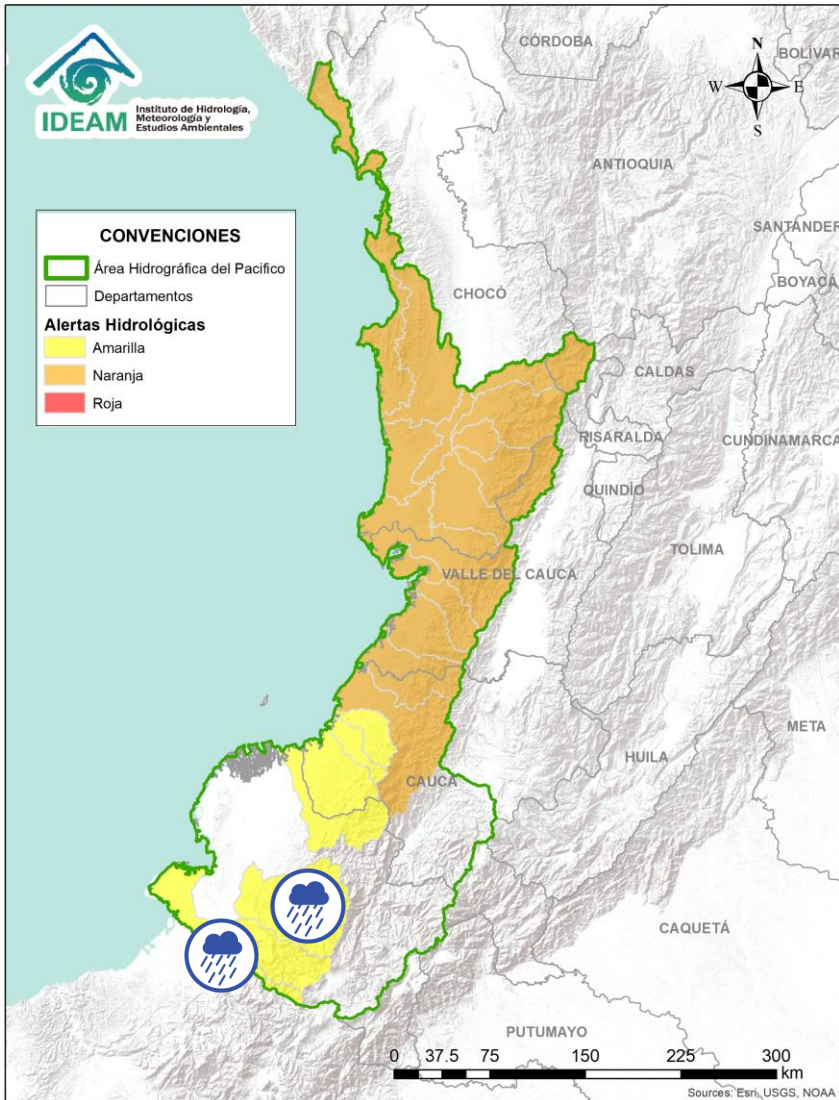 CÓRDOBA
BOLÍVAR
N
W
E
S
IDEAM
Instituto de Hidrología,
Meteorología y
Estudios Ambientales
ANTIOQUIA
SANTANDER
CONVENCIONES
Área Hidrográfica del Pacifico
Departamentos
Alertas Hidrológicas
Amarilla
Naranja
Roja
BOYACÁ
CHOCÓ
CALDAS
RISARALDA
CUNDINAMARCA
QUINDÍO
TOLIMA
VALLE DEL CAUCA
META
HUILA
CAUCA
CAQUETÁ
PUTUMAYO
0 37.5 75 150 225 300
km
Sources: Esri, USGS, NOAA